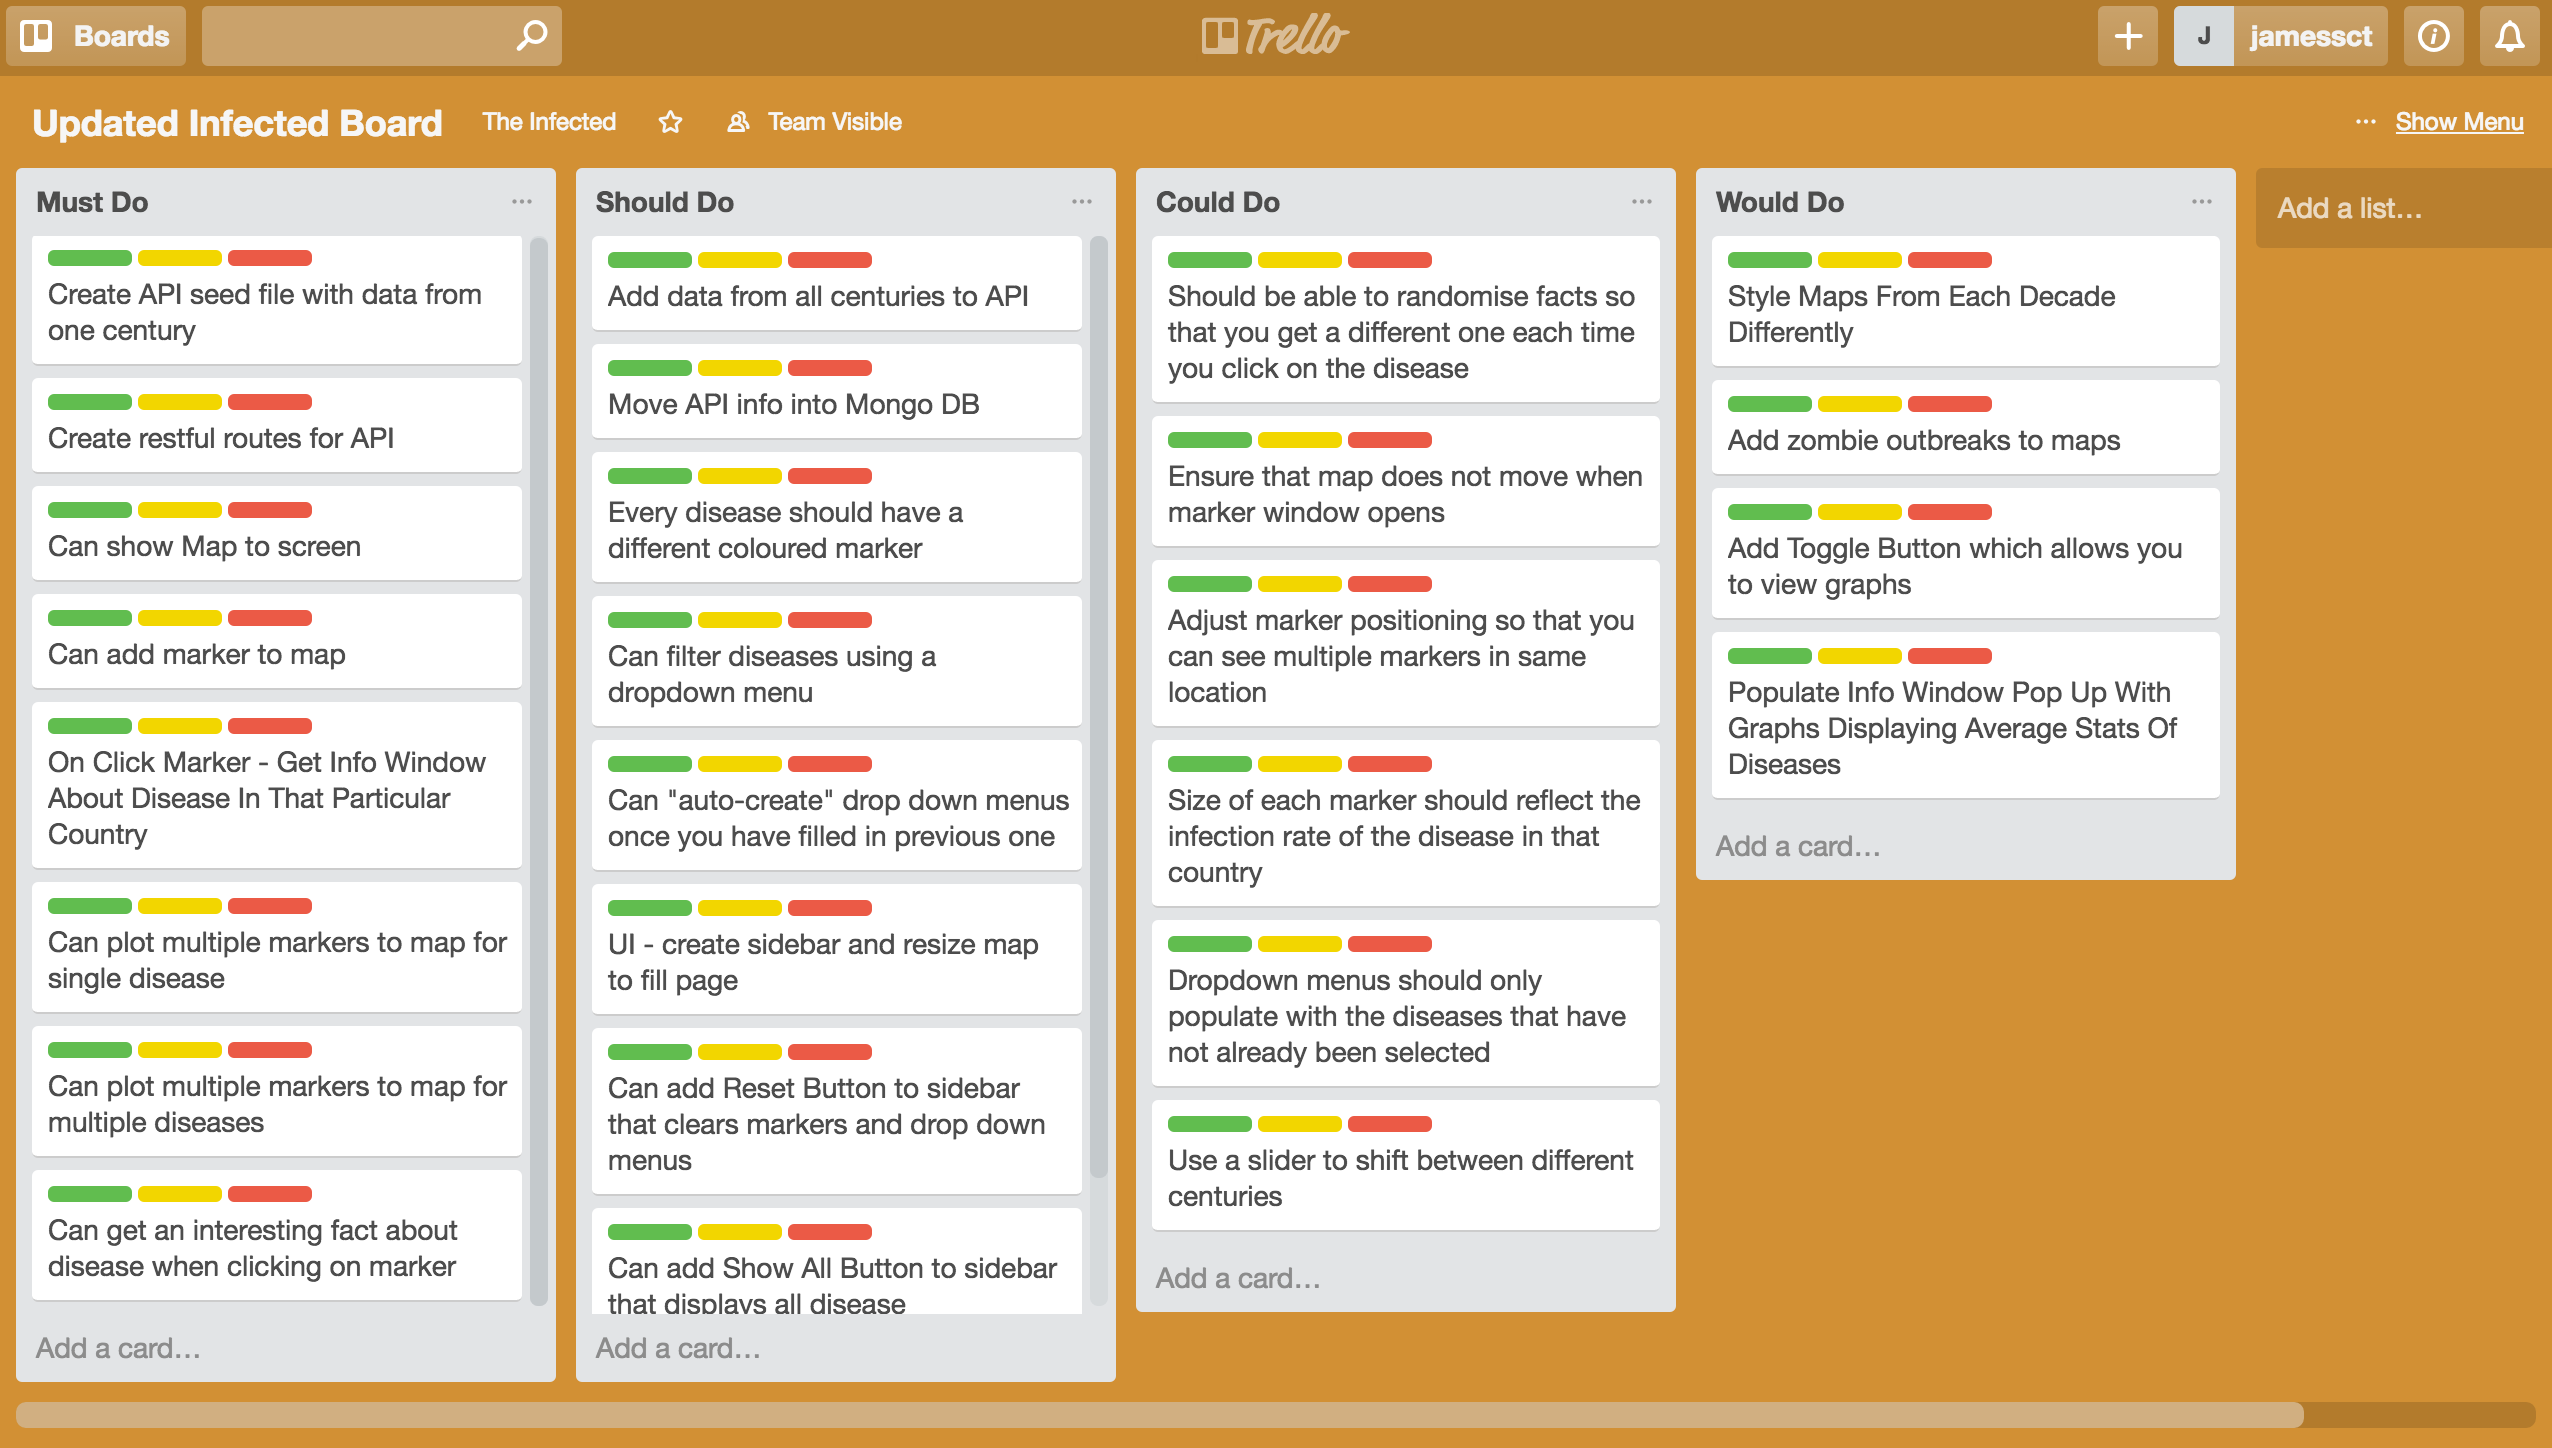 Boards
Trello
J
jamessct
Updated Infected Board
The Infected
Team Visible
... Show Menu
Must Do
Create API seed file with data from
one century
Create restful routes for API
Can show Map to screen
Can add marker to map
On Click Marker - Get Info Window
About Disease In That Particular
Country
Can plot multiple markers to map for
single disease
Can plot multiple markers to map for
multiple diseases
Can get an interesting fact about
disease when clicking on marker
Add a card…
Should Do
Add data from all centuries to API
Move API info into Mongo DB
Every disease should have a
different coloured marker
Can filter diseases using a
dropdown menu
Can "auto-create" drop down menus
once you have filled in previous one
UI - create sidebar and resize map
to fill page
Can add Reset Button to sidebar
that clears markers and drop down
menus
Can add Show All Button to sidebar
that displays all disease
Add a card…
Could Do
Should be able to randomise facts so
that you get a different one each time
you click on the disease
Ensure that map does not move when
marker window opens
Adjust marker positioning so that you
can see multiple markers in same
location
Size of each marker should reflect the
infection rate of the disease in that
country
Dropdown menus should only
populate with the diseases that have
not already been selected
Use a slider to shift between different
centuries
Add a card…
Would Do
Style Maps From Each Decade
Differently
Add zombie outbreaks to maps
Add Toggle Button which allows you
to view graphs
Populate Info Window Pop Up With
Graphs Displaying Average Stats Of
Diseases
Add a card…
Add a list…